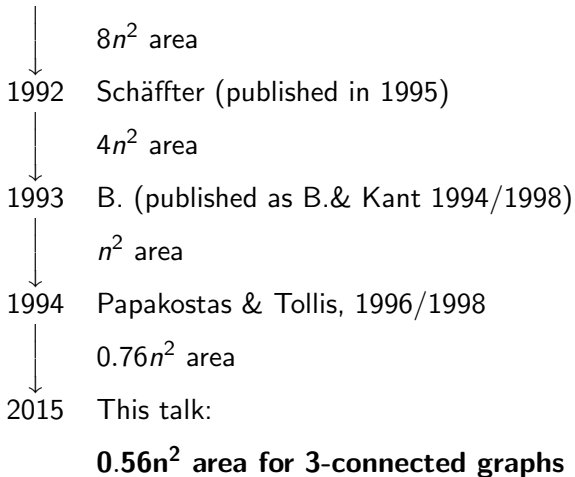 8n² area
1992 Schäffter (published in 1995)
4n² area
1993 B. (published as B.& Kant 1994/1998)
n² area
1994 Papakostas & Tollis, 1996/1998
0.76n² area
2015 This talk:
0.56n² area for 3-connected graphs